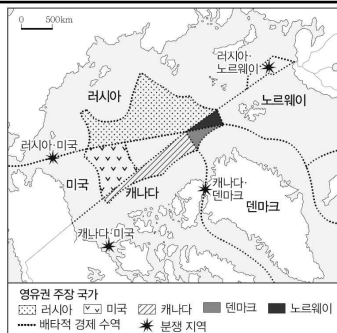 0 500km
러시아·
노르웨이
러시아
노르웨이
러시아·미국
미국
캐나다
캐나다·
덴마크
덴마크
캐나다·미국
영유권 주장 국가
러시아 미국 캐나다 덴마크 노르웨이
배타적 경제 수역 분쟁 지역